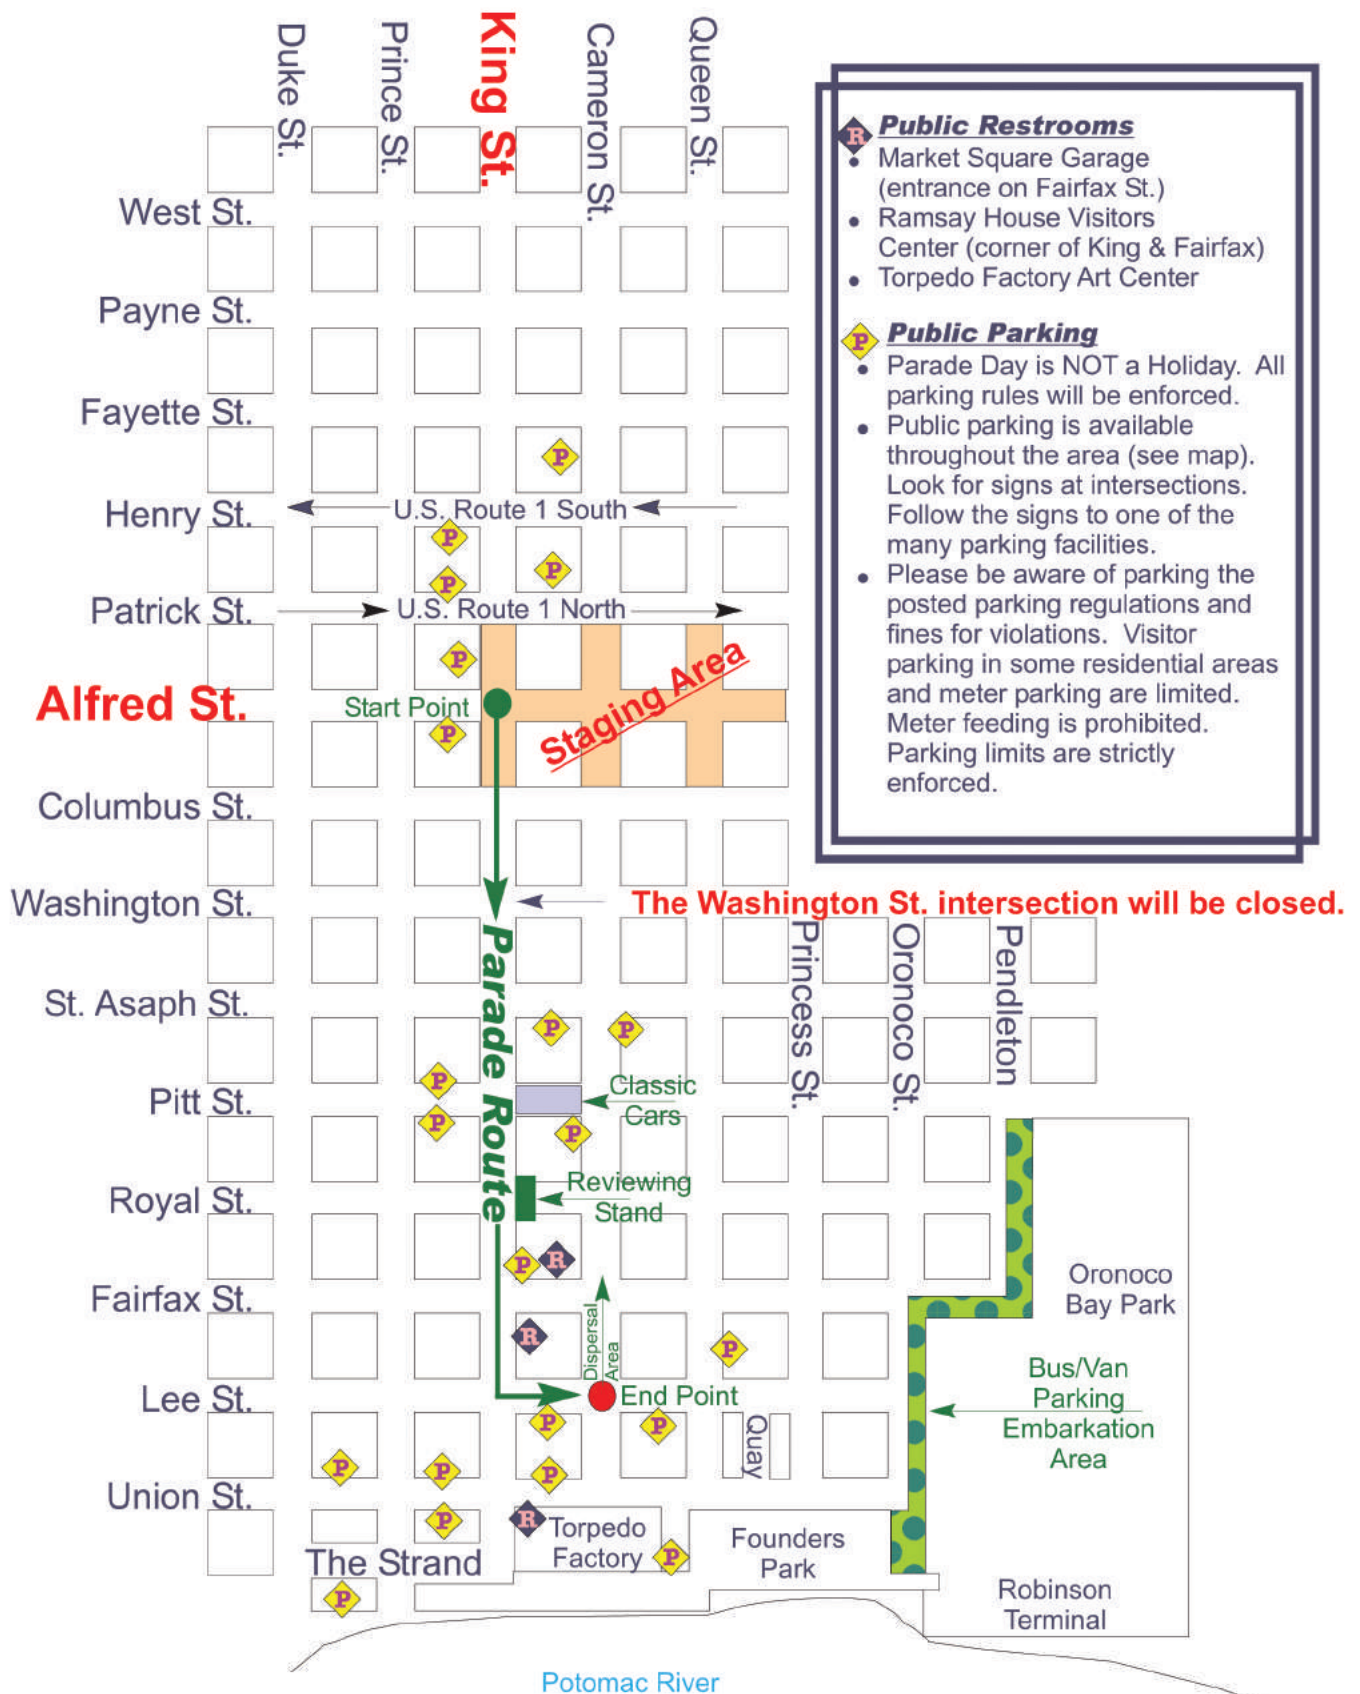 Duke St.
Prince St.
King St.
Cameron St.
Queen St.
R Public Restrooms
• Market Square Garage
(entrance on Fairfax St.)
• Ramsay House Visitors
Center (corner of King & Fairfax)
• Torpedo Factory Art Center
P Public Parking
• Parade Day is NOT a Holiday. All
parking rules will be enforced.
• Public parking is available
throughout the area (see map).
Look for signs at intersections.
Follow the signs to one of the
many parking facilities.
• Please be aware of parking the
posted parking regulations and
fines for violations. Visitor
parking in some residential areas
and meter parking are limited.
Meter feeding is prohibited.
Parking limits are strictly
enforced.
West St.
Payne St.
Fayette St.
P
Henry St.
U.S. Route 1 South
P
P
P
Patrick St.
U.S. Route 1 North
P
Staging Area
Alfred St.
Start Point
P
Columbus St.
Washington St.
The Washington St. intersection will be closed.
Parade Route
Princess St.
Oronoco St.
Pendleton
St. Asaph St.
P
P
P
Pitt St.
Classic
Cars
P
P
Royal St.
Reviewing
Stand
P
R
Oronoco
Bay Park
Fairfax St.
R
Dispersal
Area
P
Bus/Van
Parking
Embarkation
Area
Lee St.
End Point
P
P
Quay
P
P
P
Union St.
P
R
Torpedo
Factory
P
Founders
Park
The Strand
P
Robinson
Terminal
Potomac River